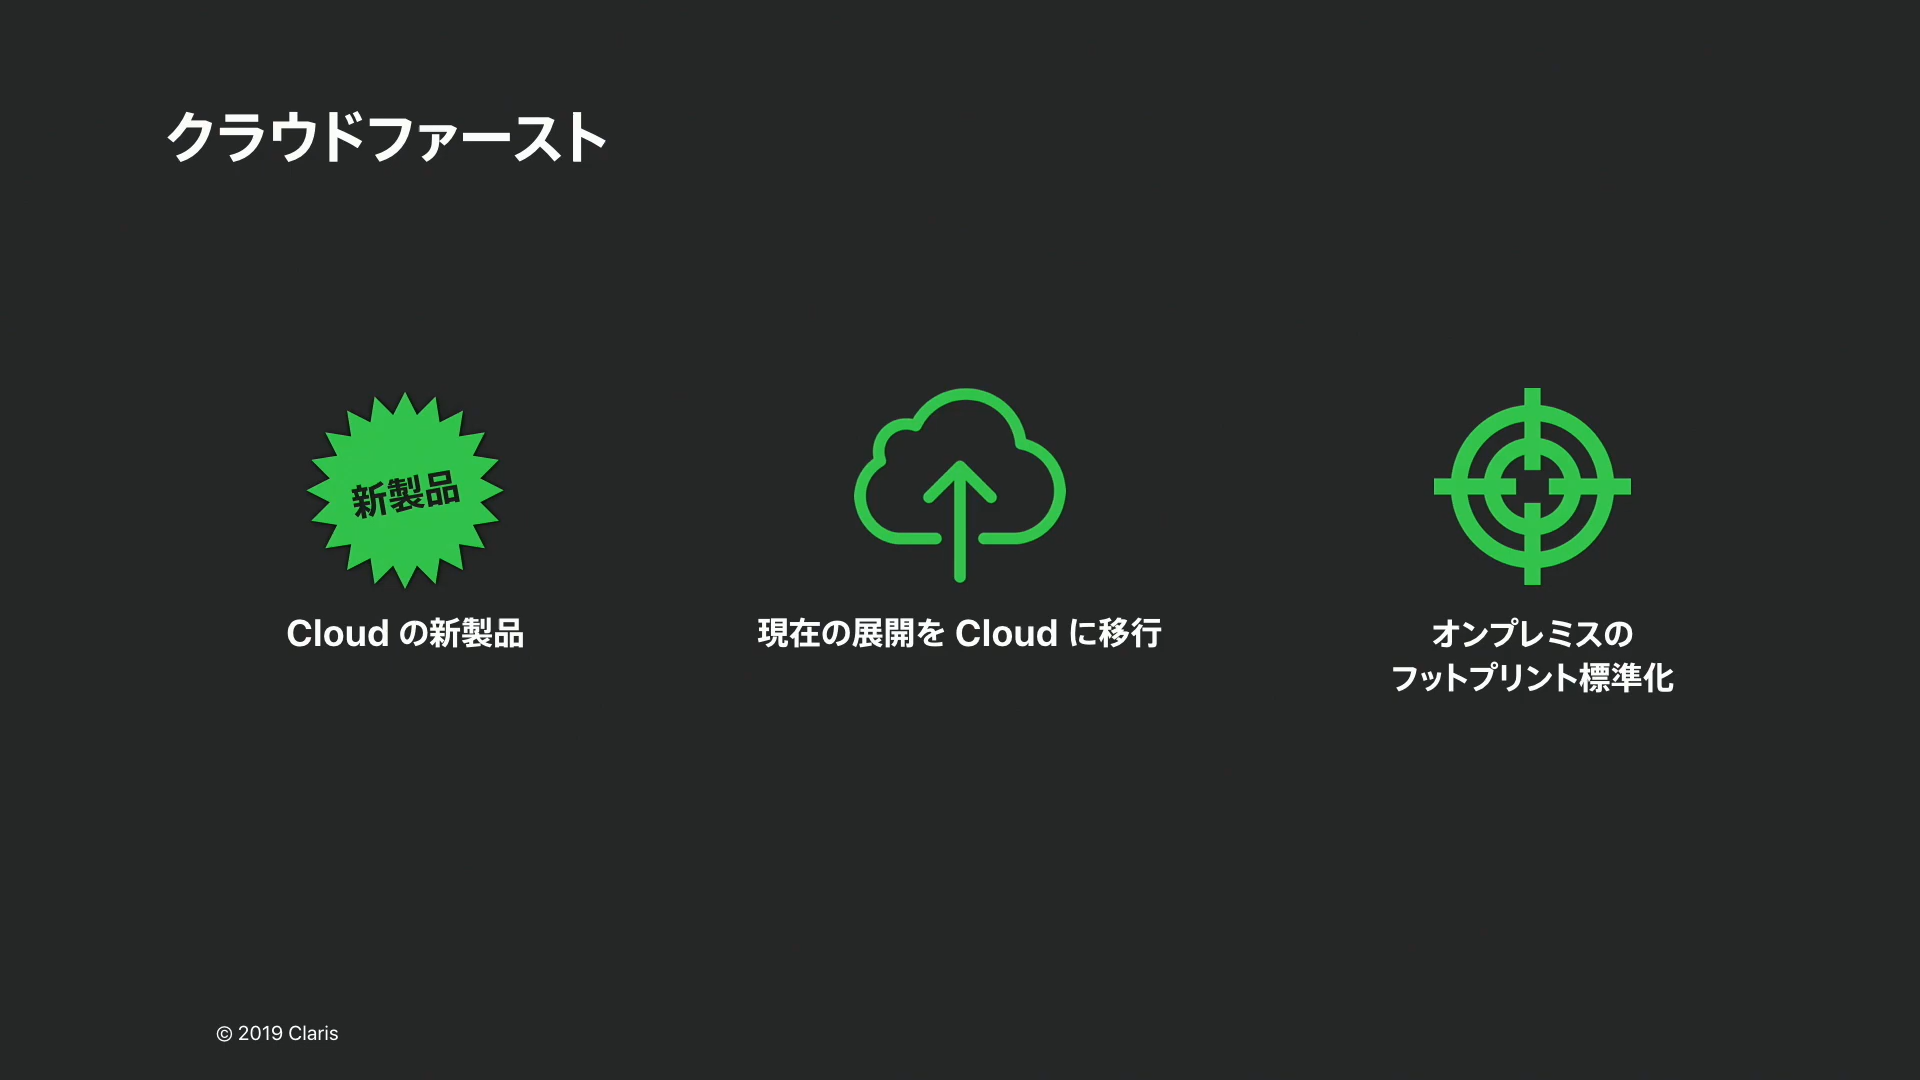 クラウドファースト
新製品
Cloud の新製品
現在の展開を Cloud に移行
オンプレミスの
フットプリント標準化
© 2019 Claris